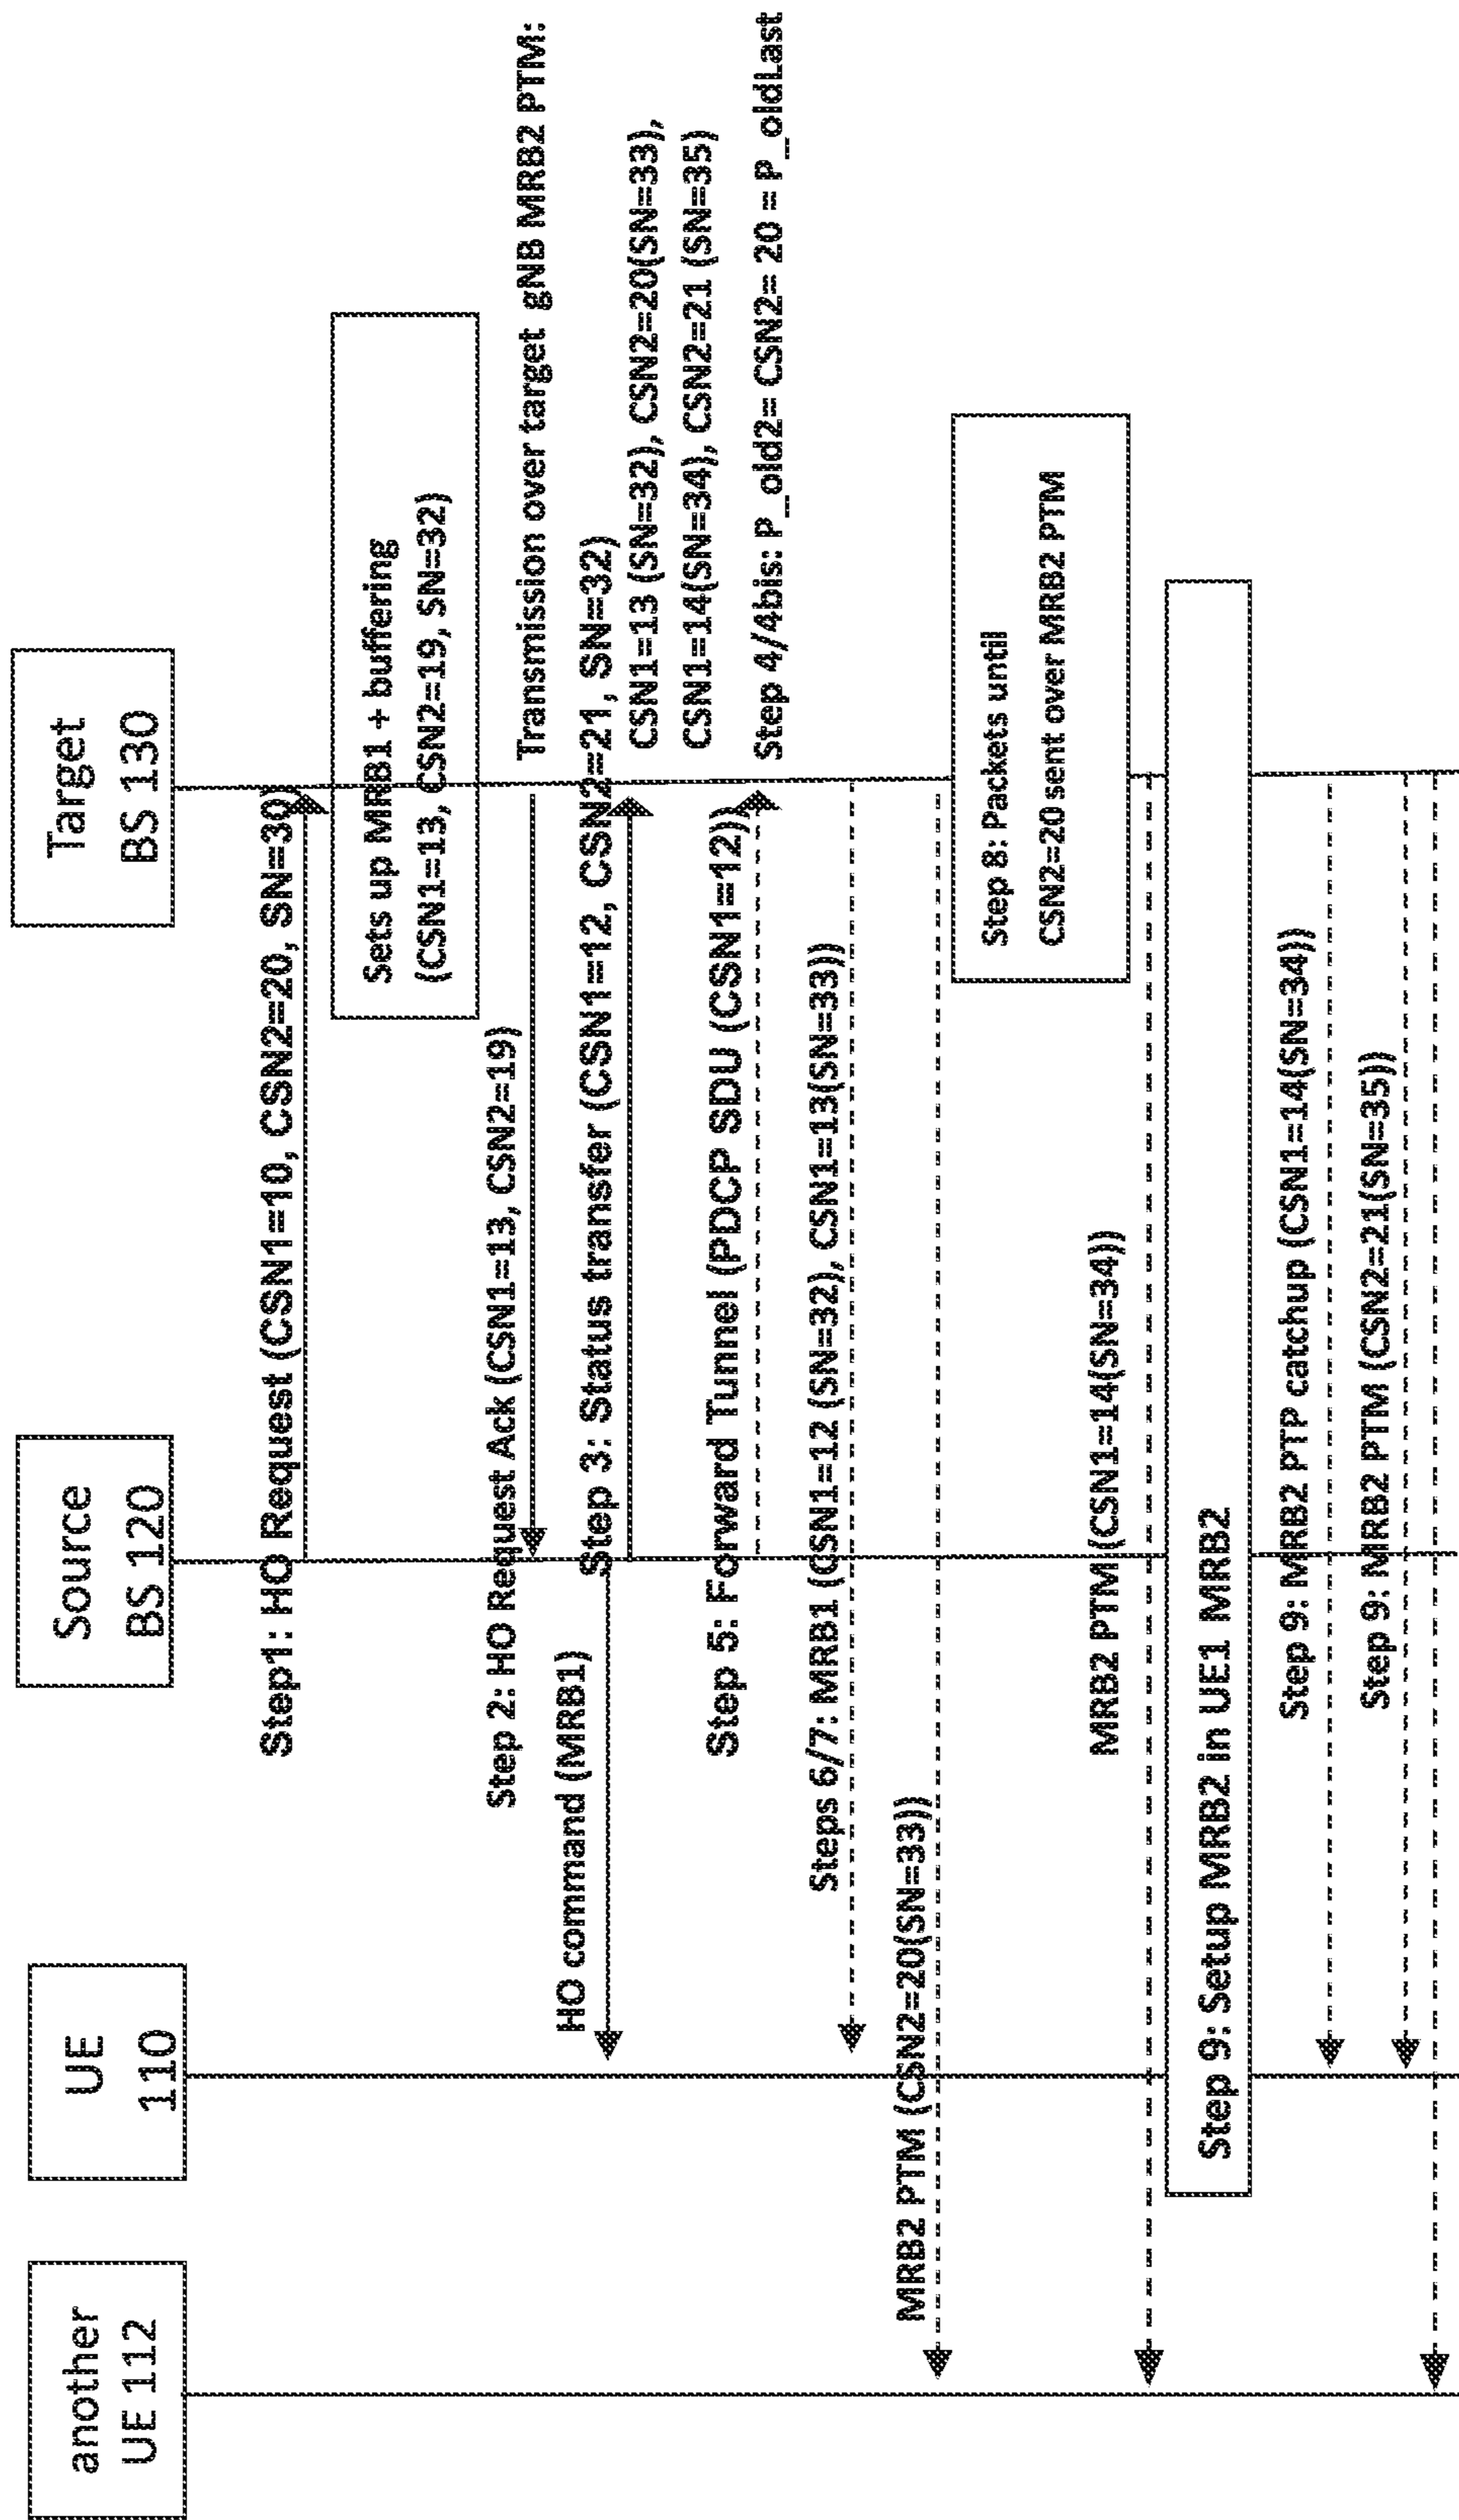 another
UE 112
UE
110
Source
BS 120
Target
BS 130
Step1: HO Request (CSN1=10, CSN2=20, SN=30)
Sets up MRB1 + buffering
(CSN1=13, CSN2=19, SN=32)
Step 2: HO Request Ack (CSN1=13, CSN2=19)
Transmission over target gNB MRB2 PTM:
HO command (MRB1)
Step 3: Status transfer (CSN1=12, CSN2=21, SN=32)
CSN1=13 (SN=32), CSN2=20(SN=33),
CSN1=14(SN=34), CSN2=21 (SN=35)
Step 5: Forward Tunnel (PDCP SDU (CSN1=12))
Step 4/4bis: P_old2= CSN2= 20 = P_oldLast
Steps 6/7: MRB1 (CSN1=12 (SN=32), CSN1=13(SN=33))
MRB2 PTM (CSN2=20(SN=33))
Step 8: Packets until
CSN2=20 sent over MRB2 PTM
MRB2 PTM (CSN1=14(SN=34))
Step 9: Setup MRB2 in UE1 MRB2
Step 9: MRB2 PTP catchup (CSN1=14(SN=34))
Step 9: MRB2 PTM (CSN2=21(SN=35))